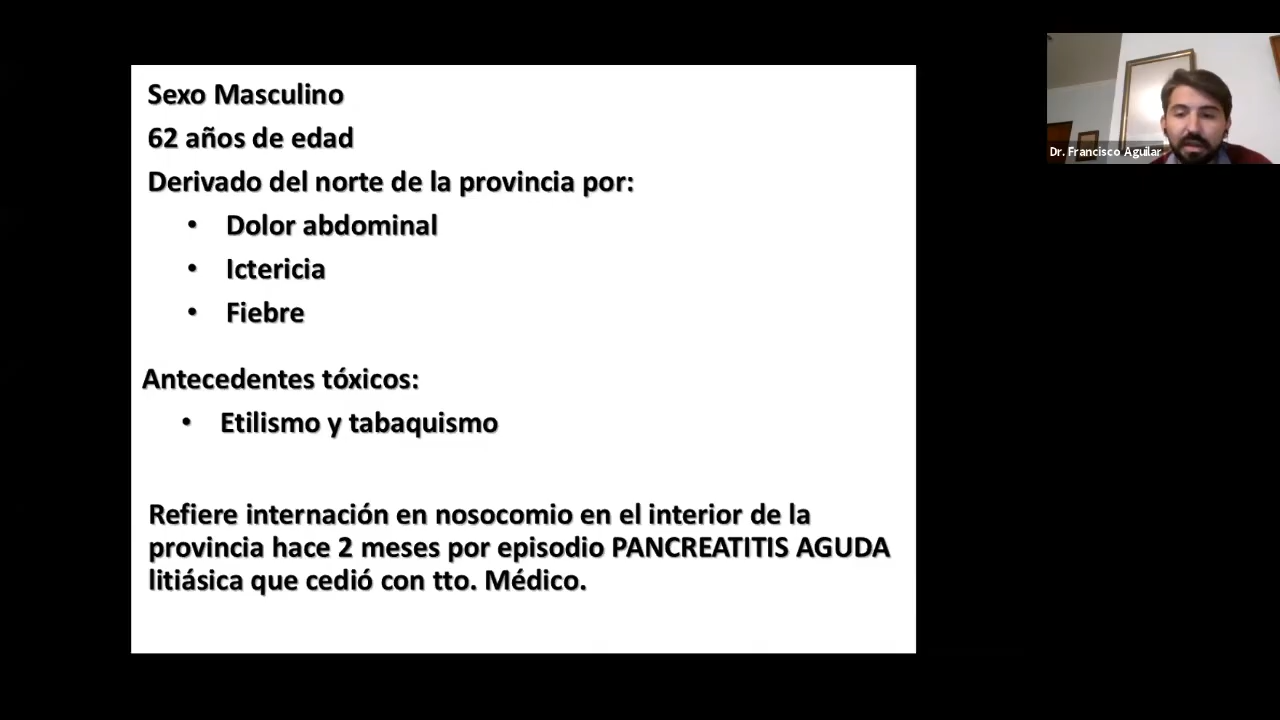 Sexo Masculino
62 años de edad
Derivado del norte de la provincia por:
• Dolor abdominal
• Ictericia
• Fiebre
Antecedentes tóxicos:
• Etilismo y tabaquismo
Refiere internación en nosocomio en el interior de la
provincia hace 2 meses por episodio PANCREATITIS AGUDA
litiásica que cedió con tto. Médico.
Dr. Francisco Aguilar